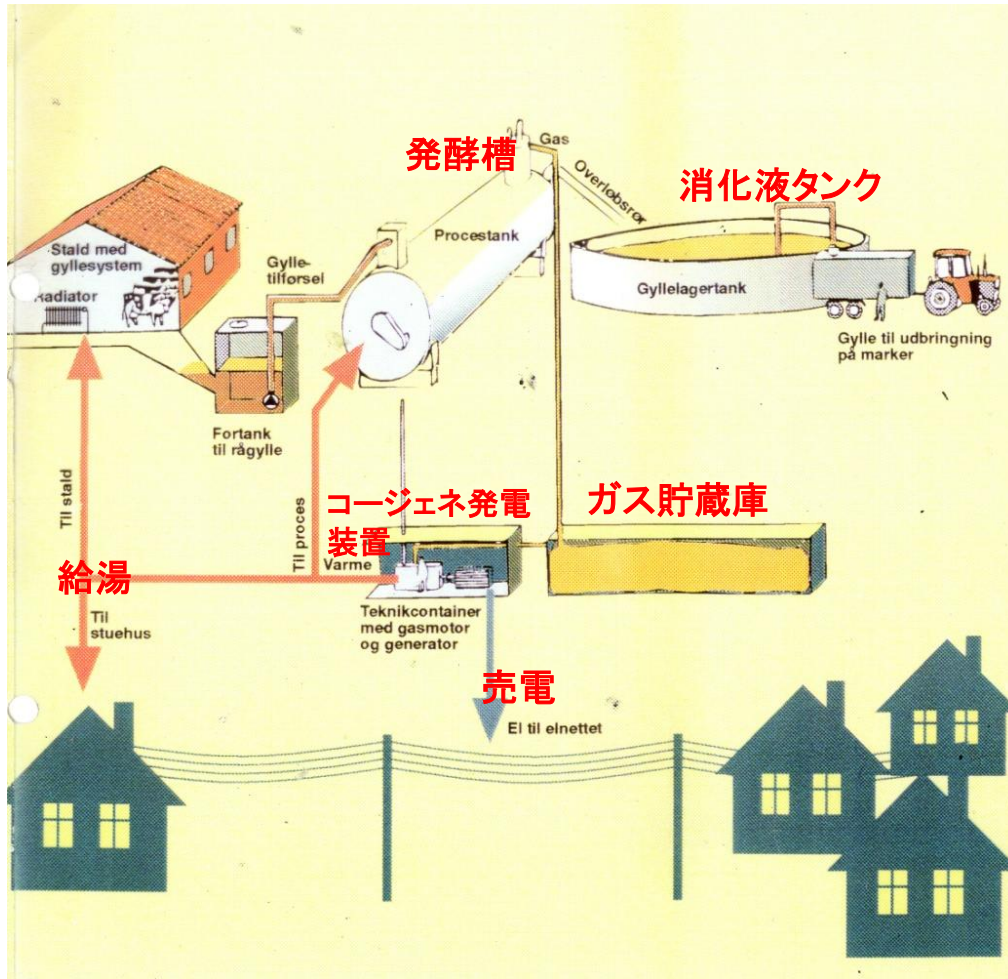 発酵槽
Gas
Overløbsrør
消化液タンク
Stald med
gyllesystem
Radiator
Gylle-
tilførsel
Procestank
Gyllelagertank
Gylle til udbringning
på marker
Fortank
til rågylle
Til stald
Til proces
コージェネ発電
装置
ガス貯蔵庫
Varme
給湯
Til
stuehus
Teknikcontainer
med gasmotor
og generator
売電
El til elnettet